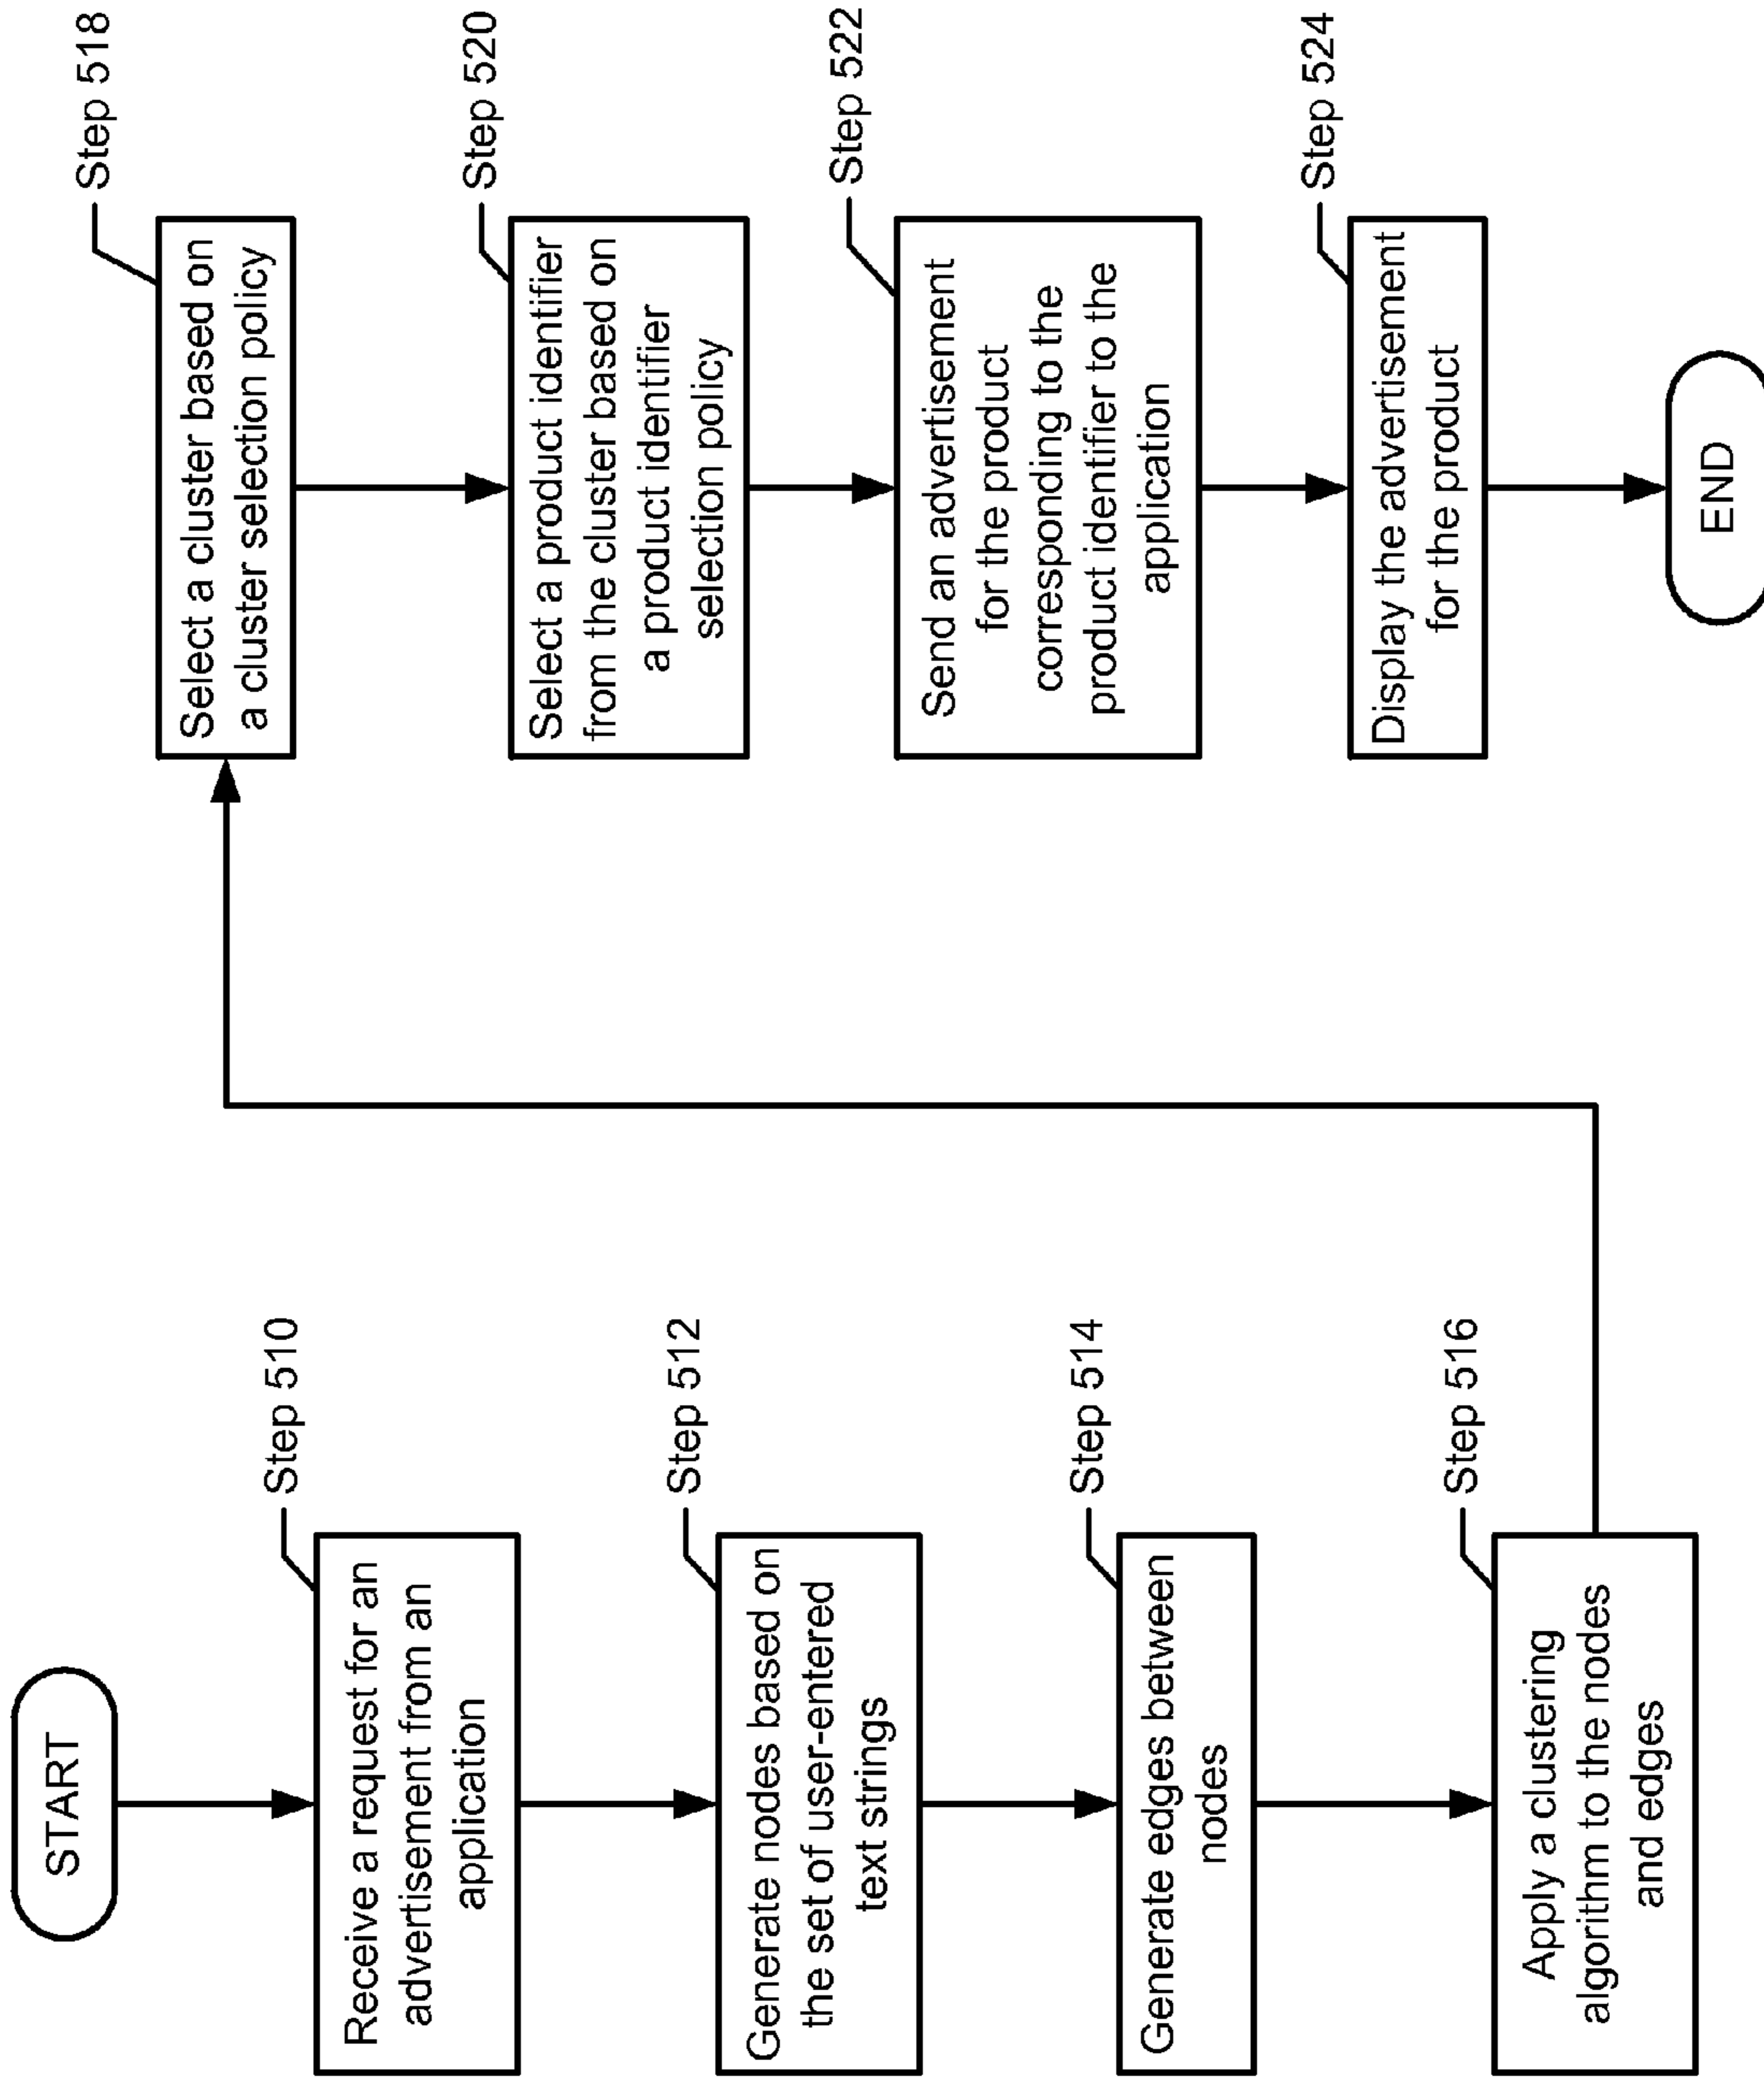 START
Step 510
Receive a request for an
advertisement from an
application
Step 512
Generate nodes based on
the set of user-entered
text strings
Step 514
Generate edges between
nodes
Step 516
Apply a clustering
algorithm to the nodes
and edges
Step 518
Select a cluster based on
a cluster selection policy
Step 520
Select a product identifier
from the cluster based on
a product identifier
selection policy
Step 522
Send an advertisement
for the product
corresponding to the
product identifier to the
application
Step 524
Display the advertisement
for the product
END